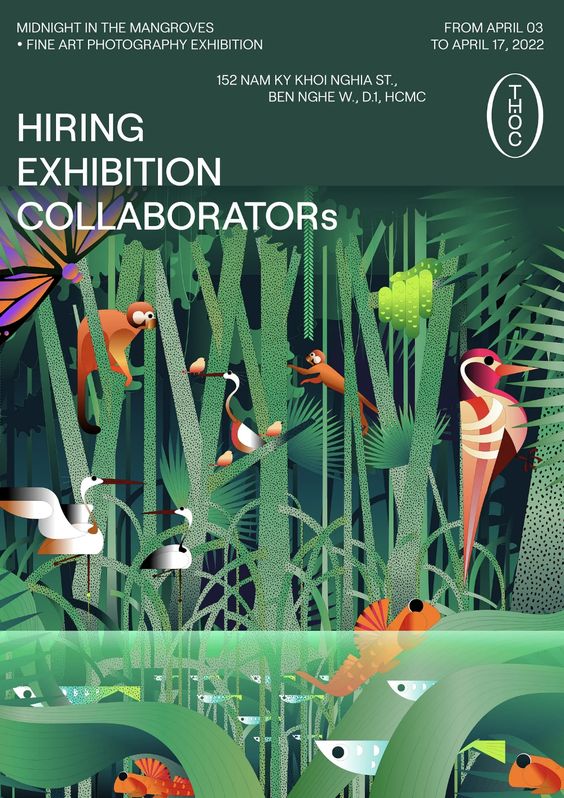 MIDNIGHT IN THE MANGROVES
• FINE ART PHOTOGRAPHY EXHIBITION
FROM APRIL 03
TO APRIL 17, 2022
152 NAM KY KHOI NGHIA ST.,
BEN NGHE W., D.1, HCMC
THOC
HIRING
EXHIBITION
COLLABORATORs